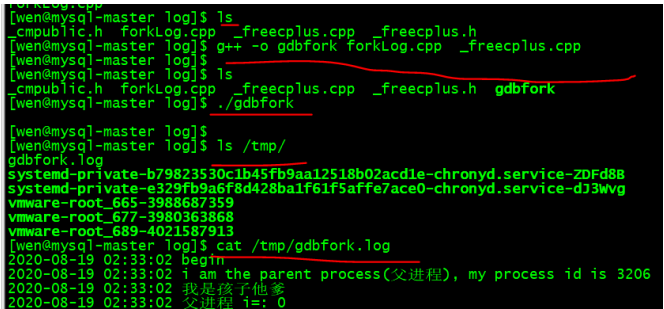 forkLog.cpp
[wen@mysql-master log]$ ls
_cmpublic.h forkLog.cpp _freecplus.cpp _freecplus.h
[wen@mysql-master log]$ g++ -o gdbfork forkLog.cpp _freecplus.cpp
[wen@mysql-master log]$
[wen@mysql-master log]$ ls
_cmpublic.h forkLog.cpp _freecplus.cpp _freecplus.h gdbfork
[wen@mysql-master log]$ ./gdbfork
[wen@mysql-master log]$
[wen@mysql-master log]$ ls /tmp/
gdbfork.log
systemd-private-b79823530c1b45fb9aa12518b02acd1e-chronyd.service-ZDFd8B
systemd-private-e329fb9a6f8d428ba1f61f5affe7ace0-chronyd.service-dJ3Wvg
vmware-root_665-3988687359
vmware-root_677-3980363868
vmware-root_689-4021587913
[wen@mysql-master log]$ cat /tmp/gdbfork.log
2020-08-19 02:33:02 begin
2020-08-19 02:33:02 i am the parent process(父进程), my process id is 3206
2020-08-19 02:33:02 我是孩子他爹
2020-08-19 02:33:02 父进程 i=: 0